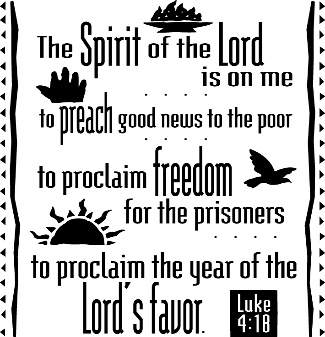 The Spirit of the Lord
is on me
to preach good news to the poor
to proclaim freedom
for the prisoners
to proclaim the year of the
Lord's favor.
Luke
4:18